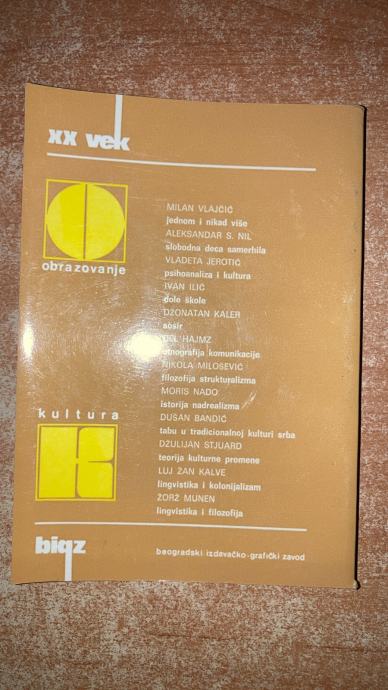 xx vek
MILAN VLAJČIĆ
jednom i nikad više
ALEKSANDAR S. NIL
slobodna deca samerhila
VLADETA JEROTIĆ
psihoanaliza i kultura
IVAN ILIĆ
dole škole
DŽONATAN KALER
sosir
DEL HAJMZ
etnografija komunikacije
NIKOLA MILOŠEVIĆ
filozofija strukturalizma
MORIS NADO
istorija nadrealizma
DUŠAN BANDIĆ
tabu u tradicionalnoj kulturi srba
DŽULIJAN STJUARD
teorija kulturne promene
LUJ ŽAN KALVE
lingvistika i kolonijalizam
ŽORŽ MUNEN
lingvistika i filozofija
obrazovanje
kultura
bigz
beogradski izdavačko-grafički zavod